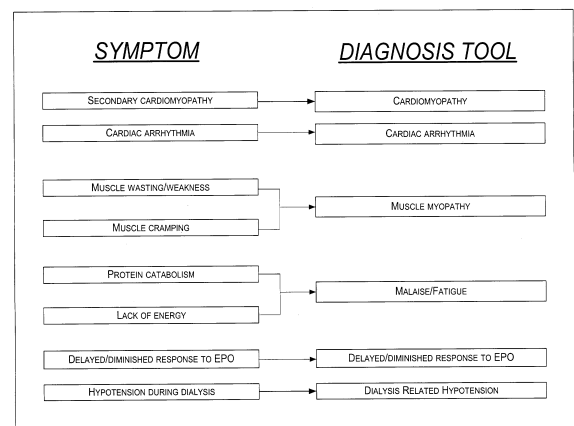 SYMPTOM DIAGNOSIS TOOL
SECONDARY CARDIOMYOPATHY CARDIOMYOPATHY
CARDIAC ARRHYTHMIA CARDIAC ARRHYTHMIA
MUSCLE WASTING/WEAKNESS
MUSCLE MYOPATHY
MUSCLE CRAMPING
PROTEIN CATABOLISM
MALAISE/FATIGUE
LACK OF ENERGY
DELAYED/DIMINISHED RESPONSE TO EPO DELAYED/DIMINISHED RESPONSE TO EPO
HYPOTENSION DURING DIALYSIS DIALYSIS RELATED HYPOTENSION